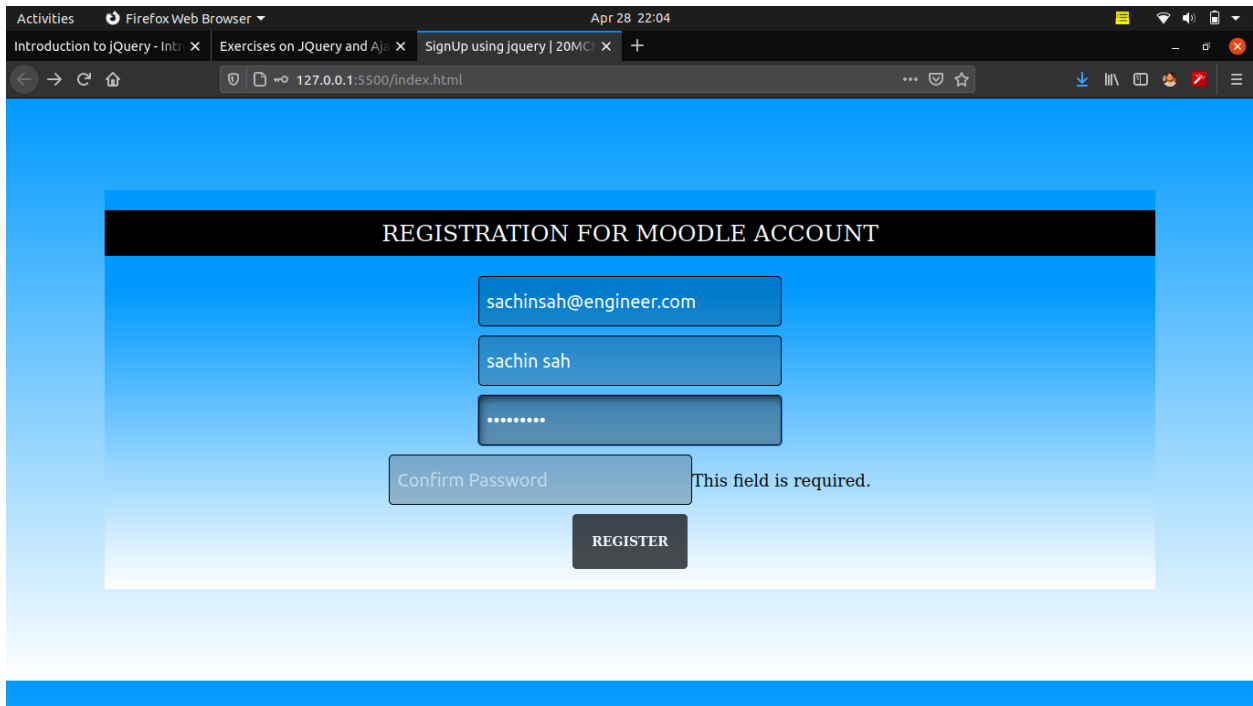 Activities Firefox Web Browser Apr 28 22:04
Introduction to jQuery - Intr Exercises on JQuery and Aja SignUp using jquery | 20MC
127.0.0.1:5500/index.html
REGISTRATION FOR MOODLE ACCOUNT
sachinsah@engineer.com
sachin sah
•••••••••
Confirm Password This field is required.
REGISTER